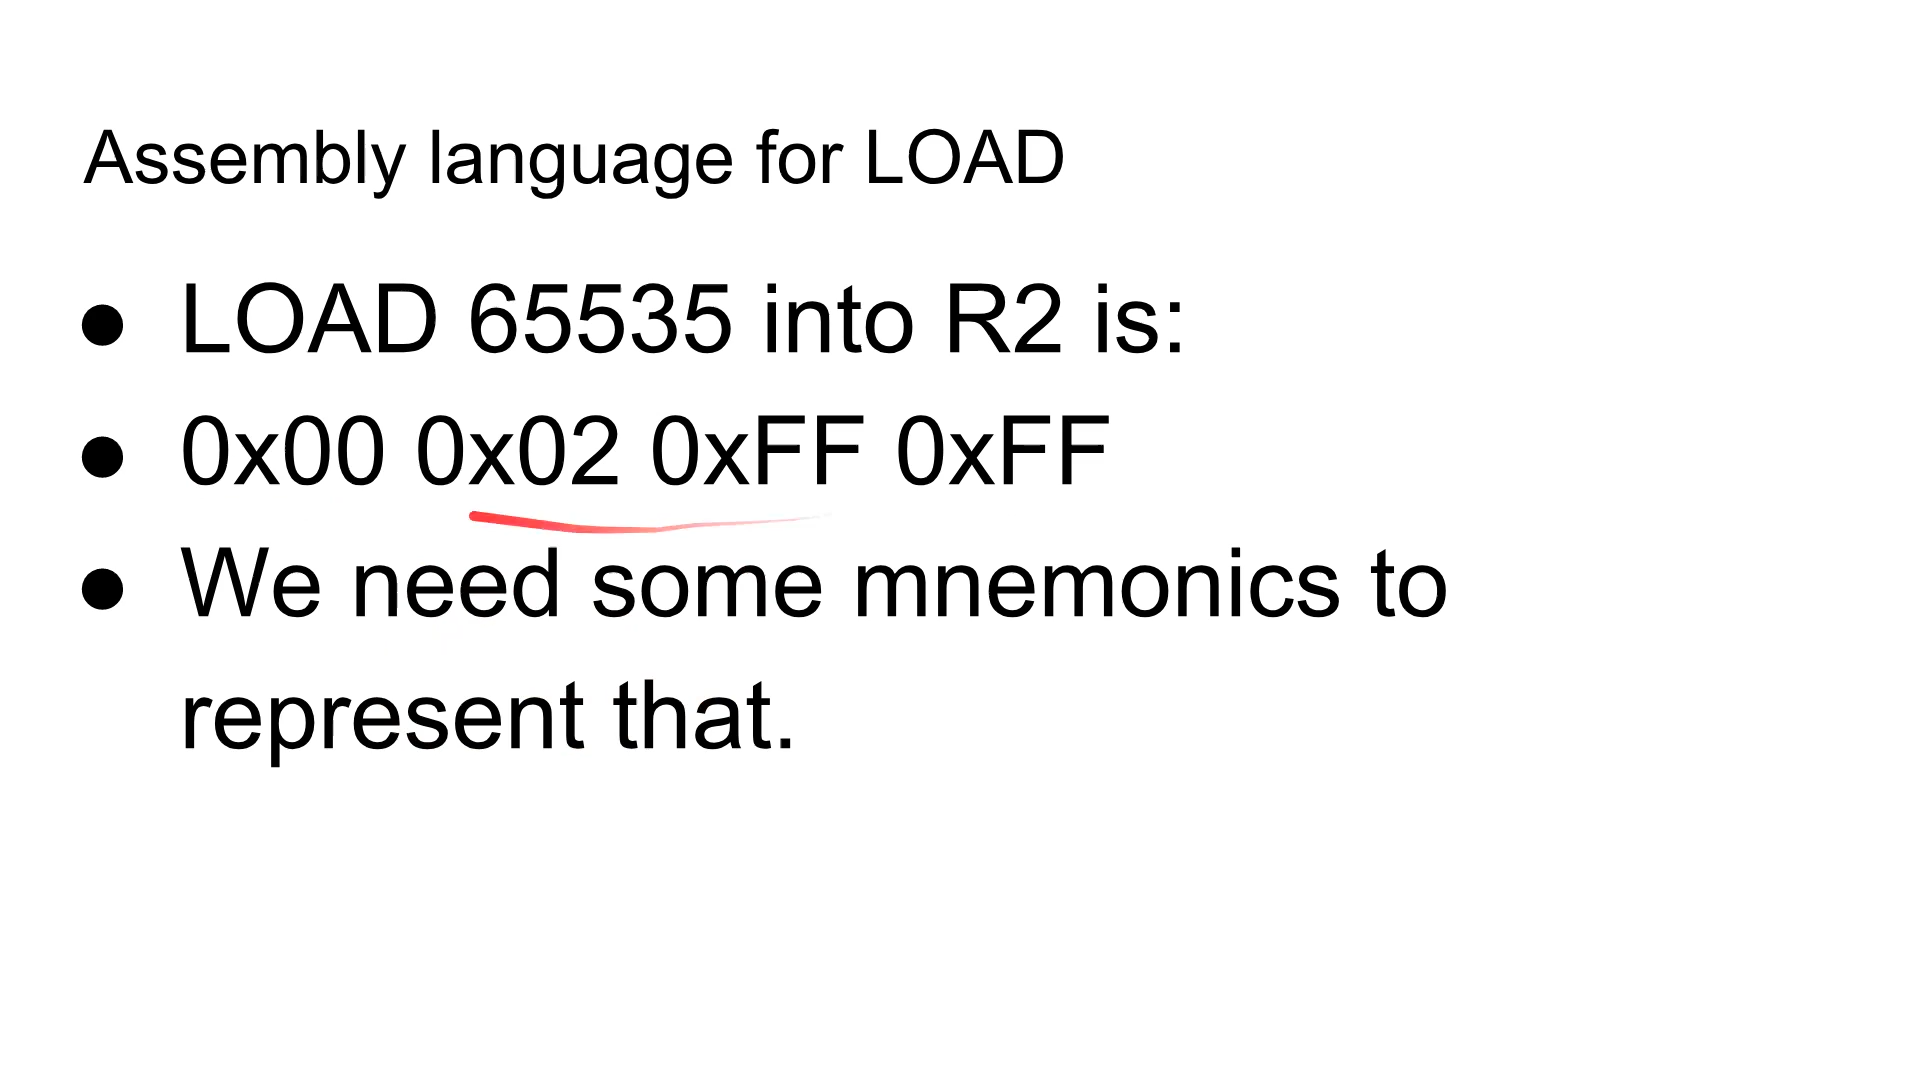 Assembly language for LOAD
● LOAD 65535 into R2 is:
● 0x00 0x02 0xFF 0xFF
● We need some mnemonics to
represent that.